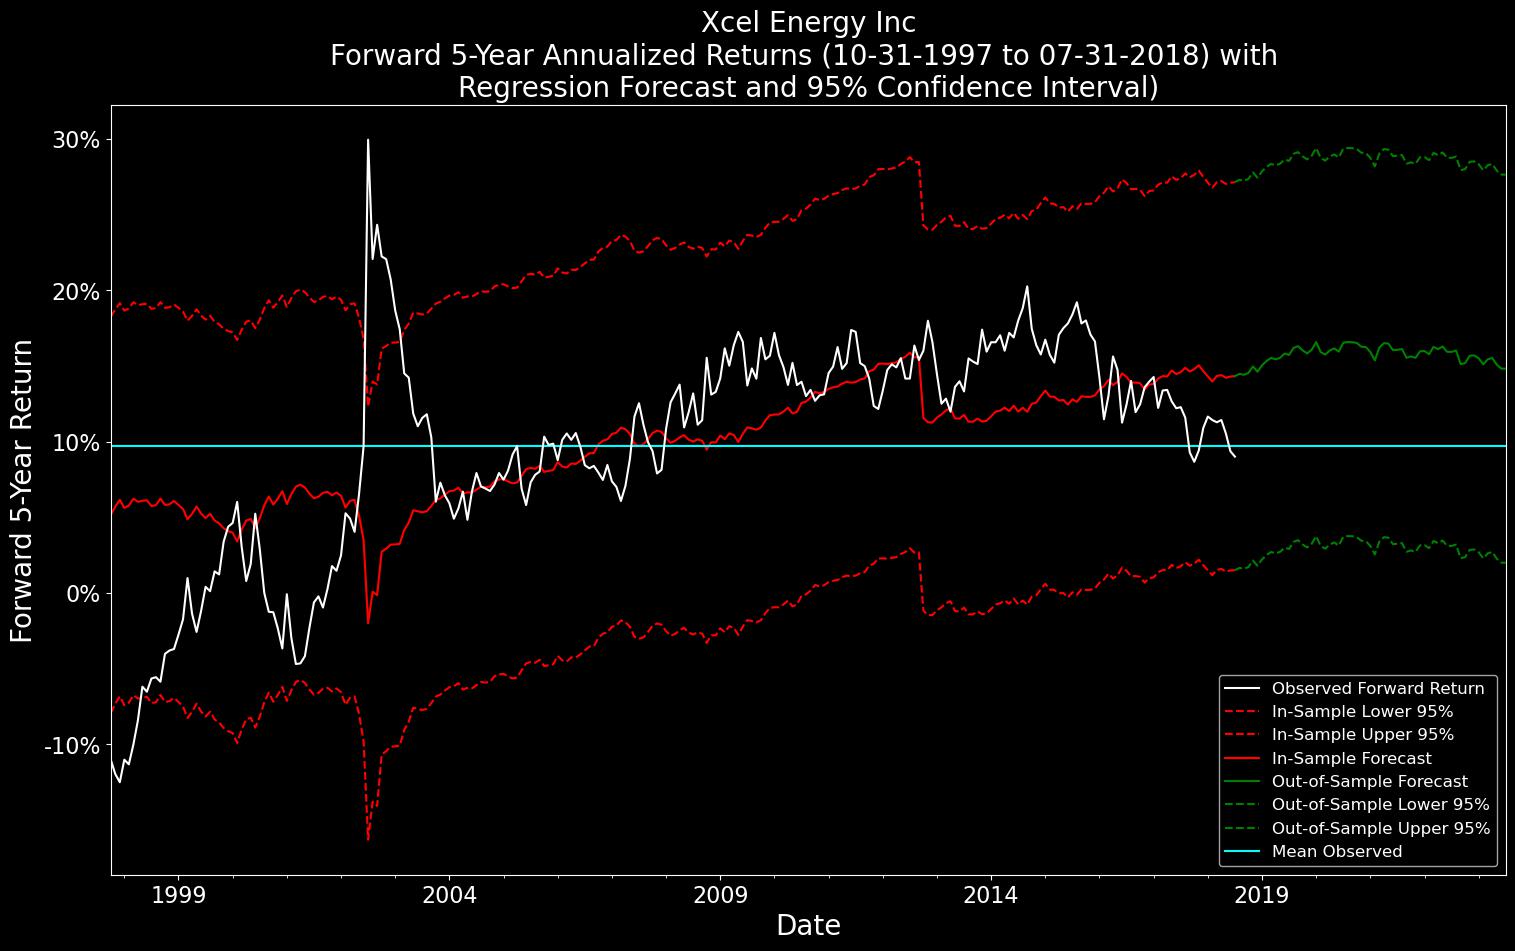 Xcel Energy Inc
Forward 5-Year Annualized Returns (10-31-1997 to 07-31-2018) with
Regression Forecast and 95% Confidence Interval)
Forward 5-Year Return
30%
20%
10%
0%
-10%
Observed Forward Return
In-Sample Lower 95%
In-Sample Upper 95%
In-Sample Forecast
Out-of-Sample Forecast
Out-of-Sample Lower 95%
Out-of-Sample Upper 95%
Mean Observed
1999 2004 2009 2014 2019
Date